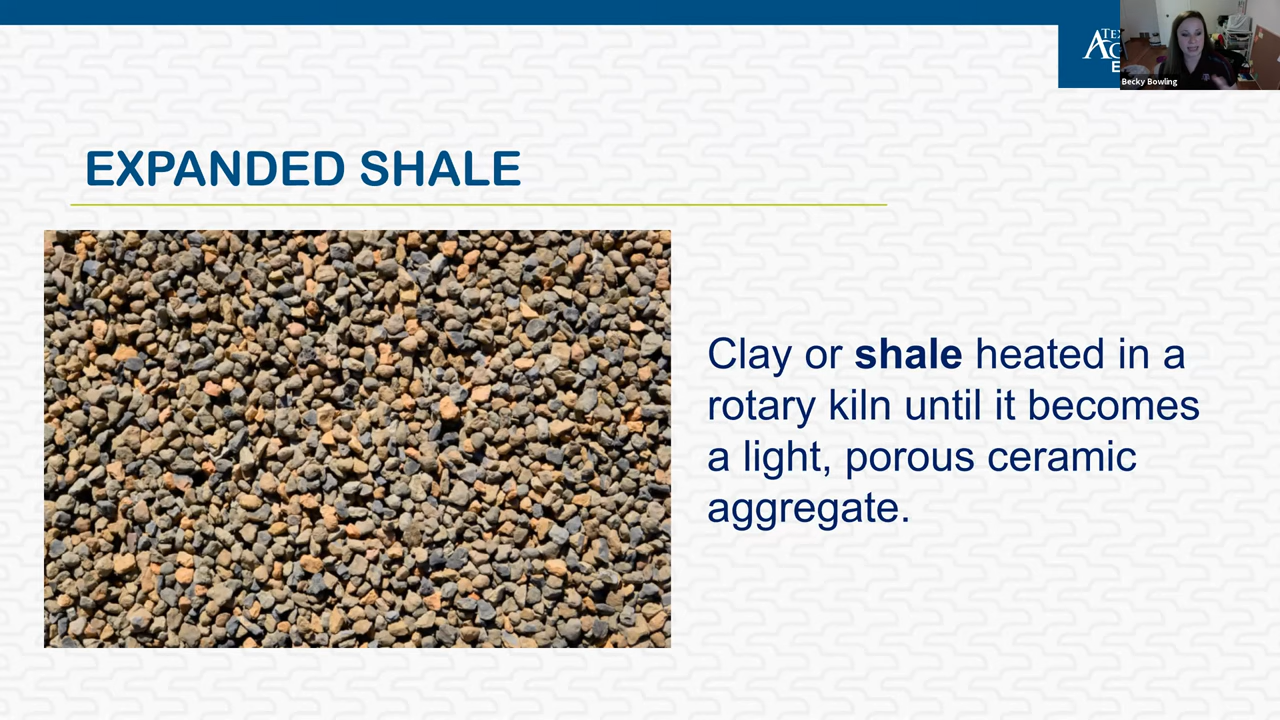 Becky Bowling
EXPANDED SHALE
Clay or shale heated in a
rotary kiln until it becomes
a light, porous ceramic
aggregate.